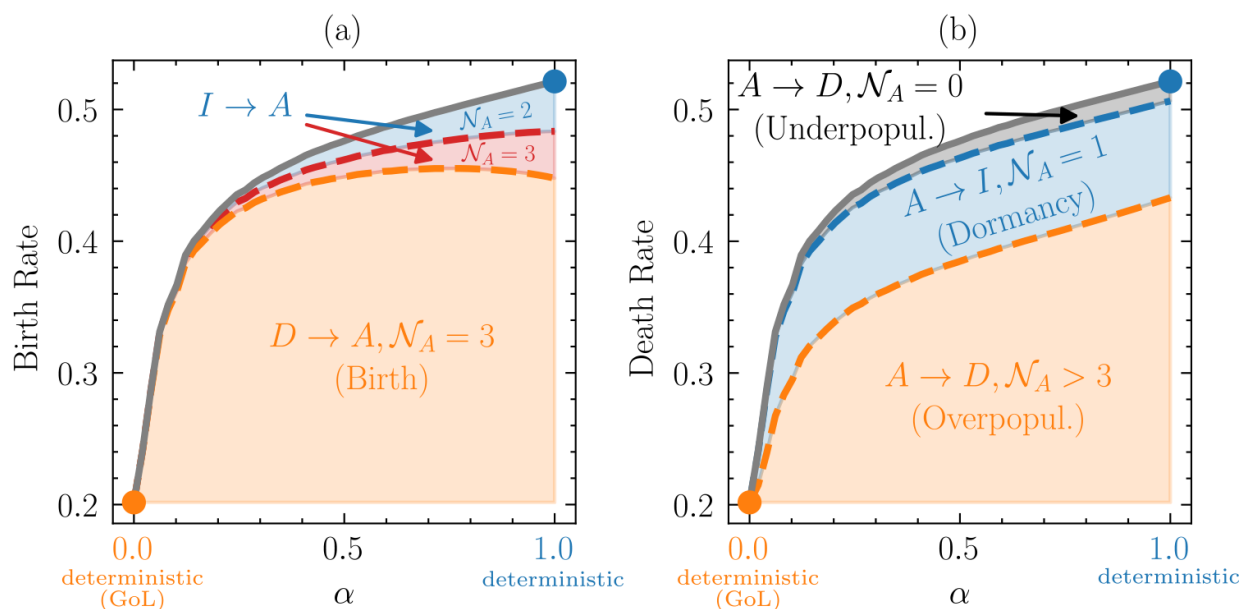 (a)
Birth Rate
0.5
0.4
0.3
0.2
I → A
𝒩_A = 2
𝒩_A = 3
D → A, 𝒩_A = 3
(Birth)
0.0
0.5
1.0
deterministic
(GoL)
α
deterministic
(b)
Death Rate
0.5
0.4
0.3
0.2
A → D, 𝒩_A = 0
(Underpopul.)
A → I, 𝒩_A = 1
(Dormancy)
A → D, 𝒩_A > 3
(Overpopul.)
0.0
0.5
1.0
deterministic
(GoL)
α
deterministic